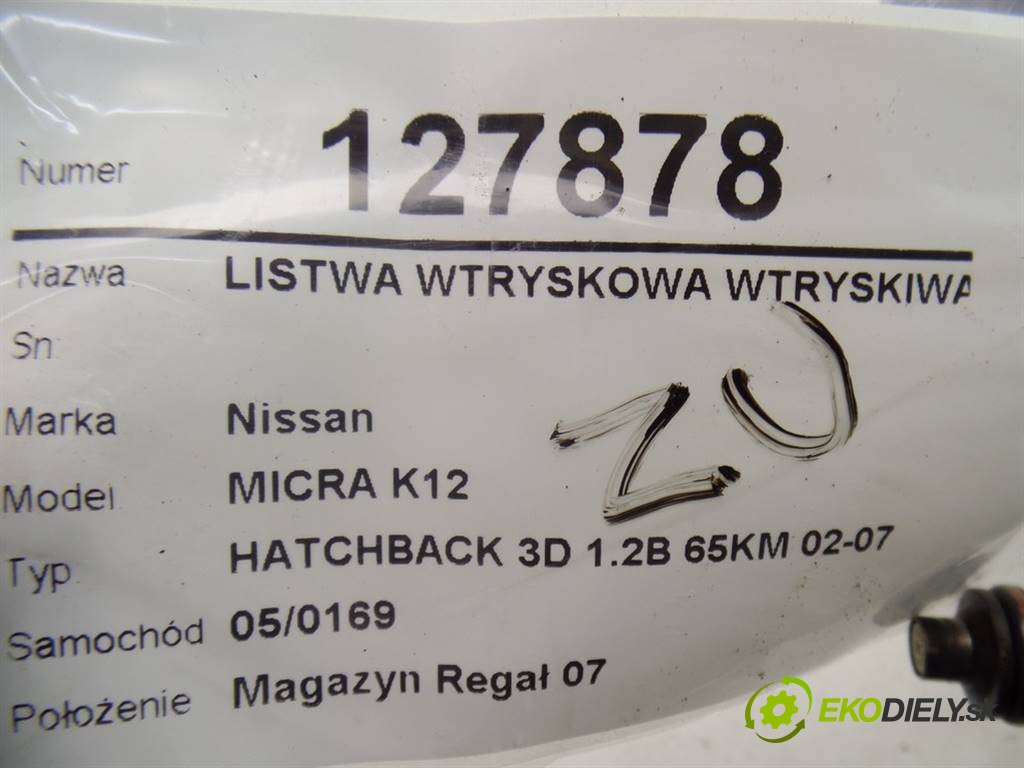 Numer 127878
Nazwa LISTWA WTRYSKOWA WTRYSKIWA
Sn
Marka Nissan
Model MICRA K12
Typ HATCHBACK 3D 1.2B 65KM 02-07
Samochód 05/0169
Położenie Magazyn Regał 07
ZU
EKODIELY.sk